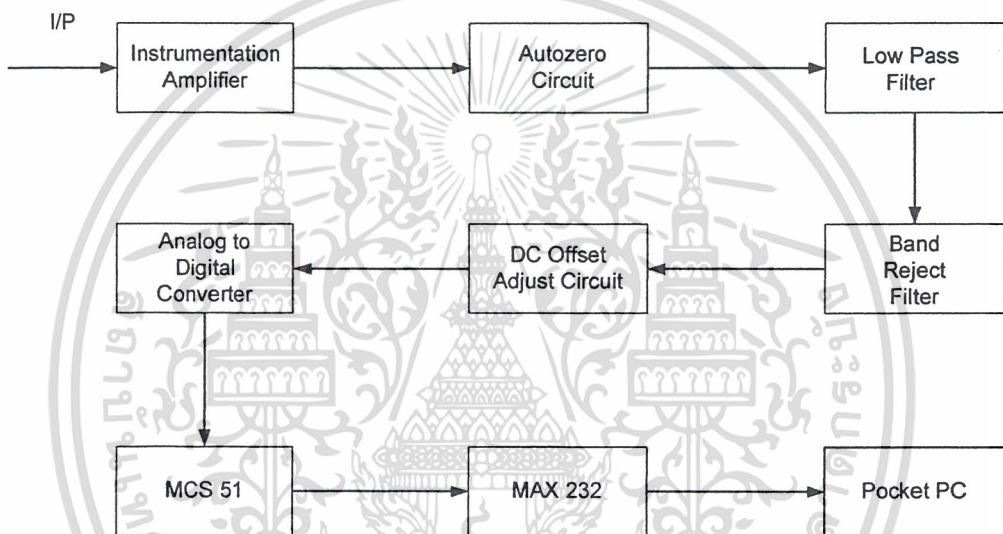 I/P
Instrumentation
Amplifier
Autozero
Circuit
Low Pass
Filter
Analog to
Digital
Converter
DC Offset
Adjust Circuit
Band
Reject
Filter
MCS 51
MAX 232
Pocket PC